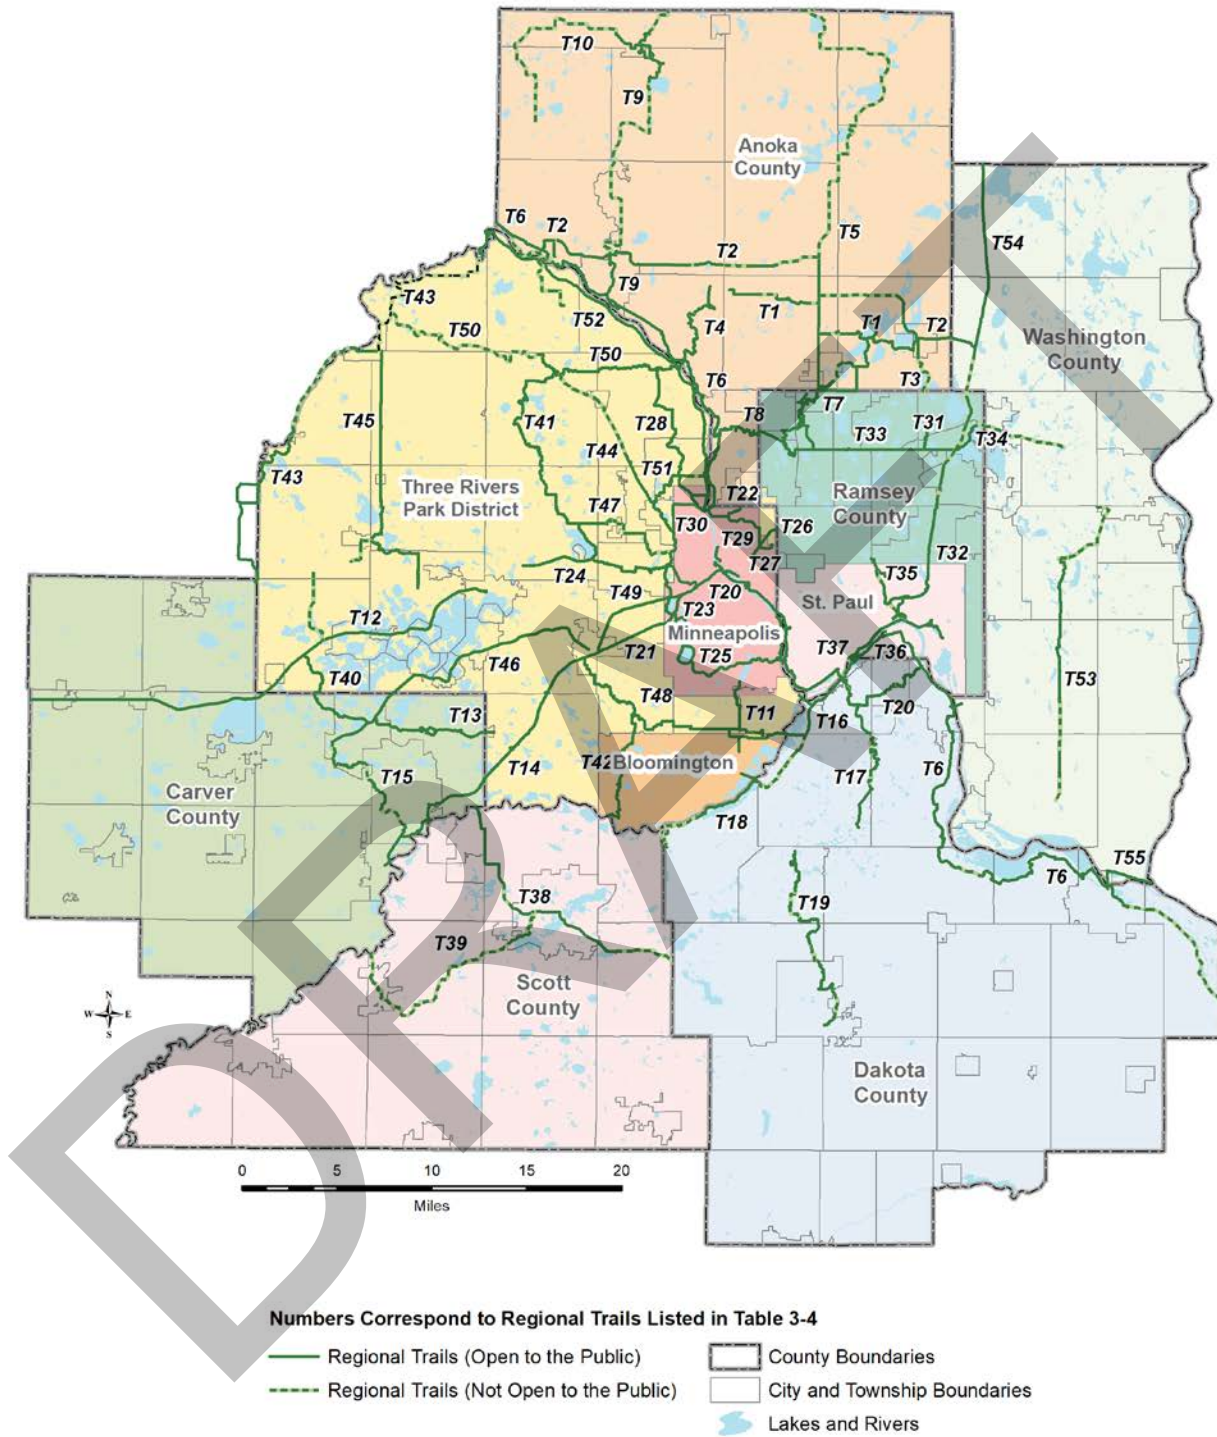 T10
T9
Anoka
County
T6
T2
T2
T5
T54
T9
T43
T52
T1
T4
T1
T2
T50
T50
Washington
County
T6
T3
T7
T8
T45
T41
T28
T33
T31
T34
T44
T43
T51
Three Rivers
Park District
T47
T22
Ramsey
County
T30
T29
T26
T27
T32
T24
T49
T20
T35
T23
St. Paul
T12
Minneapolis
T21
T25
T37
T36
T46
T40
T48
T53
T13
T11
T16
T20
T14
T42
Bloomington
T15
T17
T6
Carver
County
T18
T55
T6
T38
T19
T39
Scott
County
N
W E
S
Dakota
County
0 5 10 15 20
Miles
DRAFT
Numbers Correspond to Regional Trails Listed in Table 3-4
Regional Trails (Open to the Public)
County Boundaries
Regional Trails (Not Open to the Public)
City and Township Boundaries
Lakes and Rivers